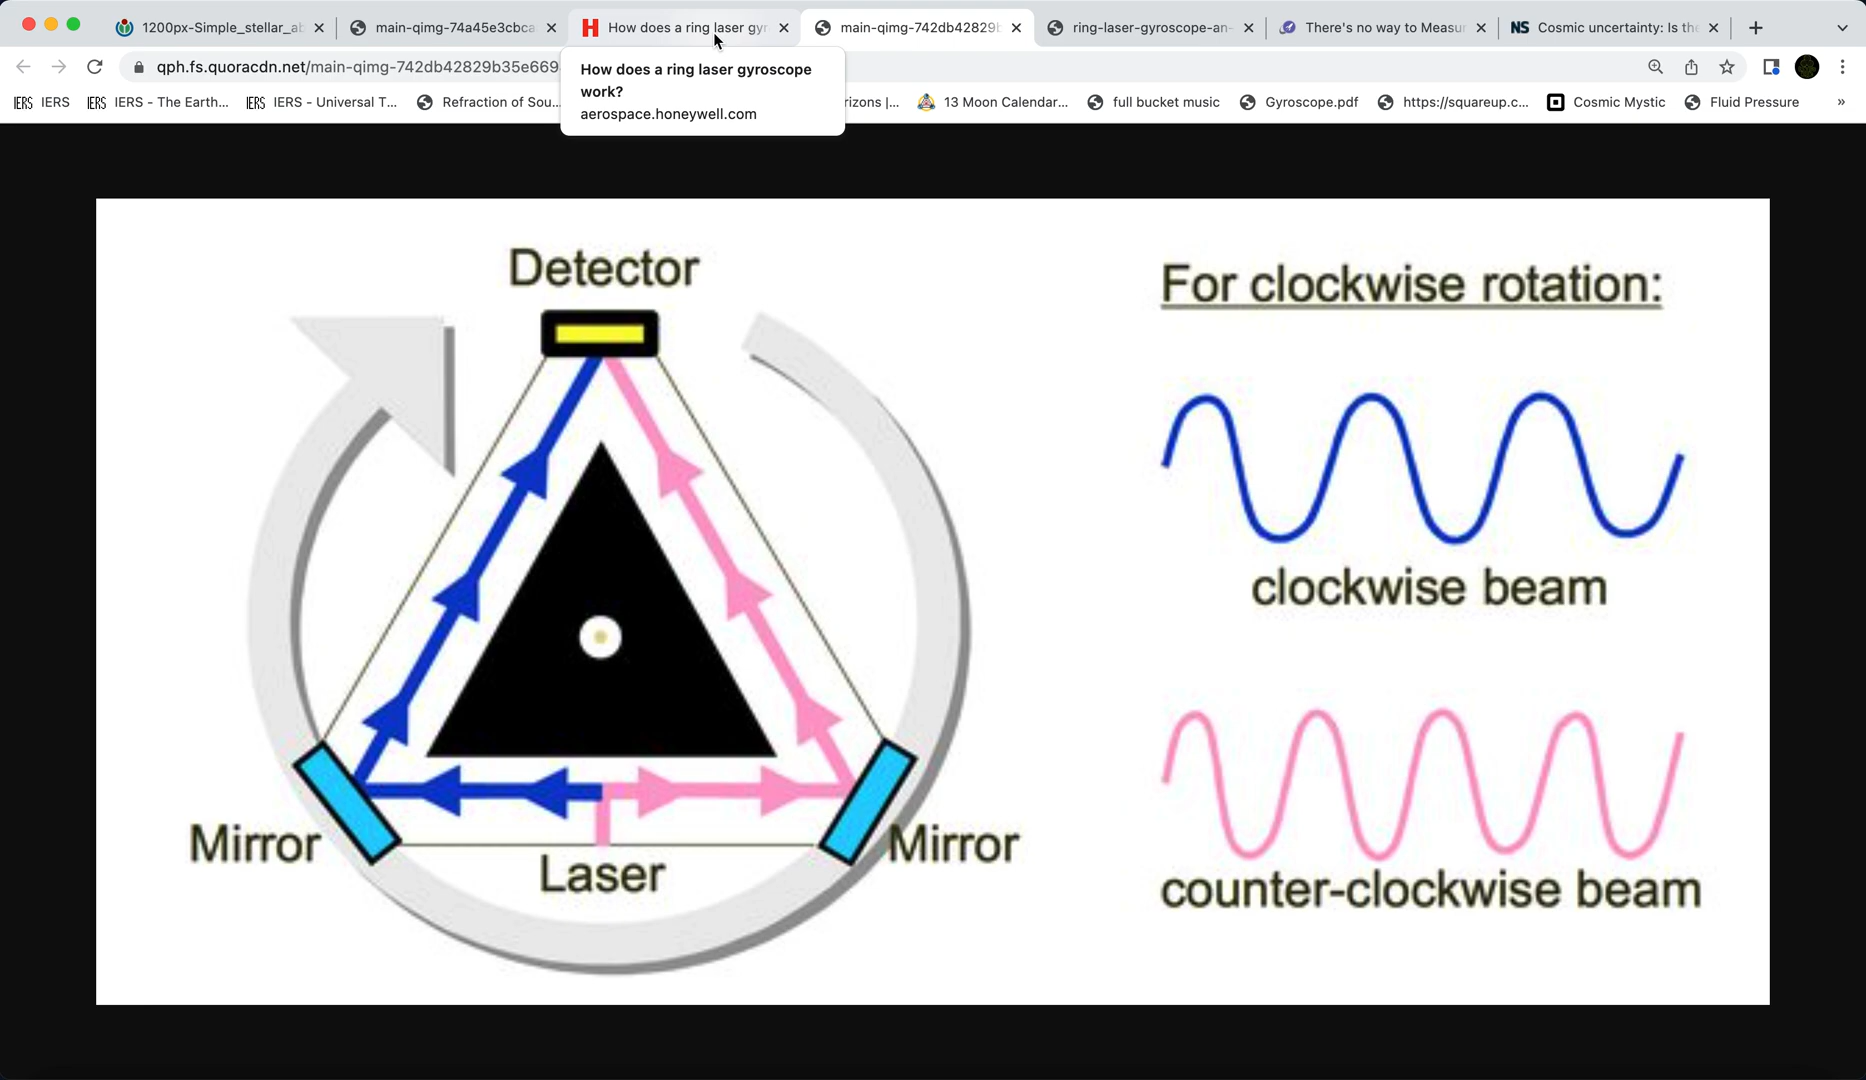 1200px-Simple_stellar_ab
main-qimg-74a45e3cbca
How does a ring laser gyr
main-qimg-742db42829b
ring-laser-gyroscope-an-
There's no way to Measur
NS Cosmic uncertainty: Is the
qph.fs.quoracdn.net/main-qimg-742db42829b35e669
How does a ring laser gyroscope
work?
aerospace.honeywell.com
IERS IERS
IERS IERS - The Earth...
IERS IERS - Universal T...
Refraction of Sou...
rizons |...
13 Moon Calendar...
full bucket music
Gyroscope.pdf
https://squareup.c...
Cosmic Mystic
Fluid Pressure
»
Detector
Mirror
Laser
Mirror
For clockwise rotation:
clockwise beam
counter-clockwise beam